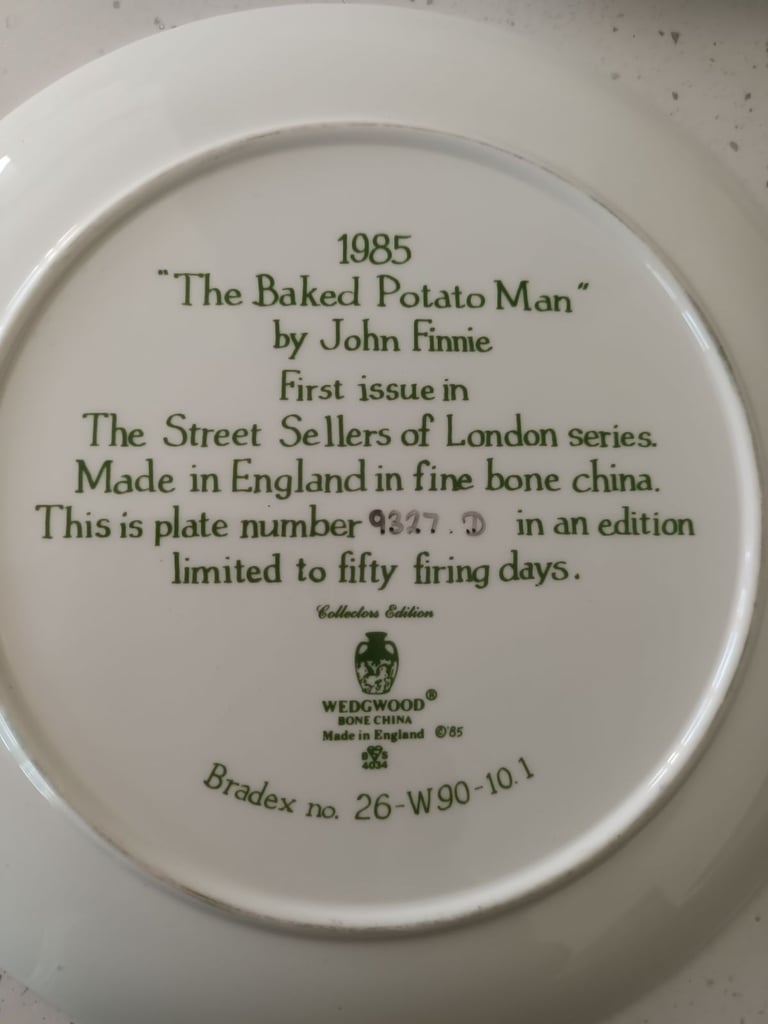 1985
"The Baked Potato Man"
by John Finnie
First issue in
The Street Sellers of London series.
Made in England in fine bone china.
This is plate number 9327.D in an edition
limited to fifty firing days.
Collectors Edition
WEDGWOOD®
BONE CHINA
Made in England ©'85
4034
Bradex no. 26-W90-10.1